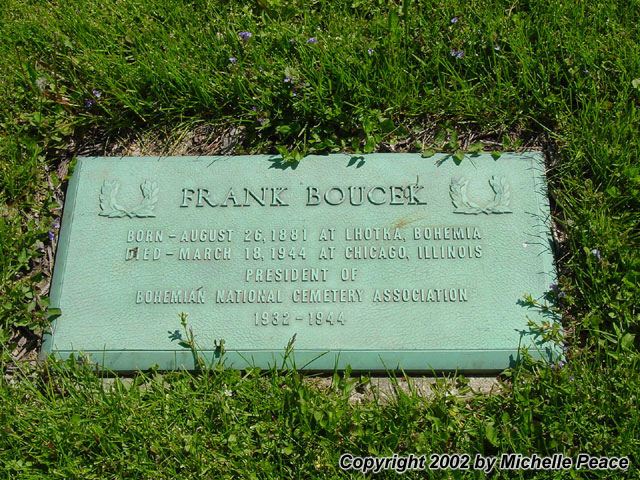 FRANK BOUCEK
BORN - AUGUST 26, 1881 AT LHOTKA, BOHEMIA
DIED - MARCH 18, 1944 AT CHICAGO, ILLINOIS
PRESIDENT OF
BOHEMIAN NATIONAL CEMETERY ASSOCIATION
1932 - 1944
Copyright 2002 by Michelle Peace